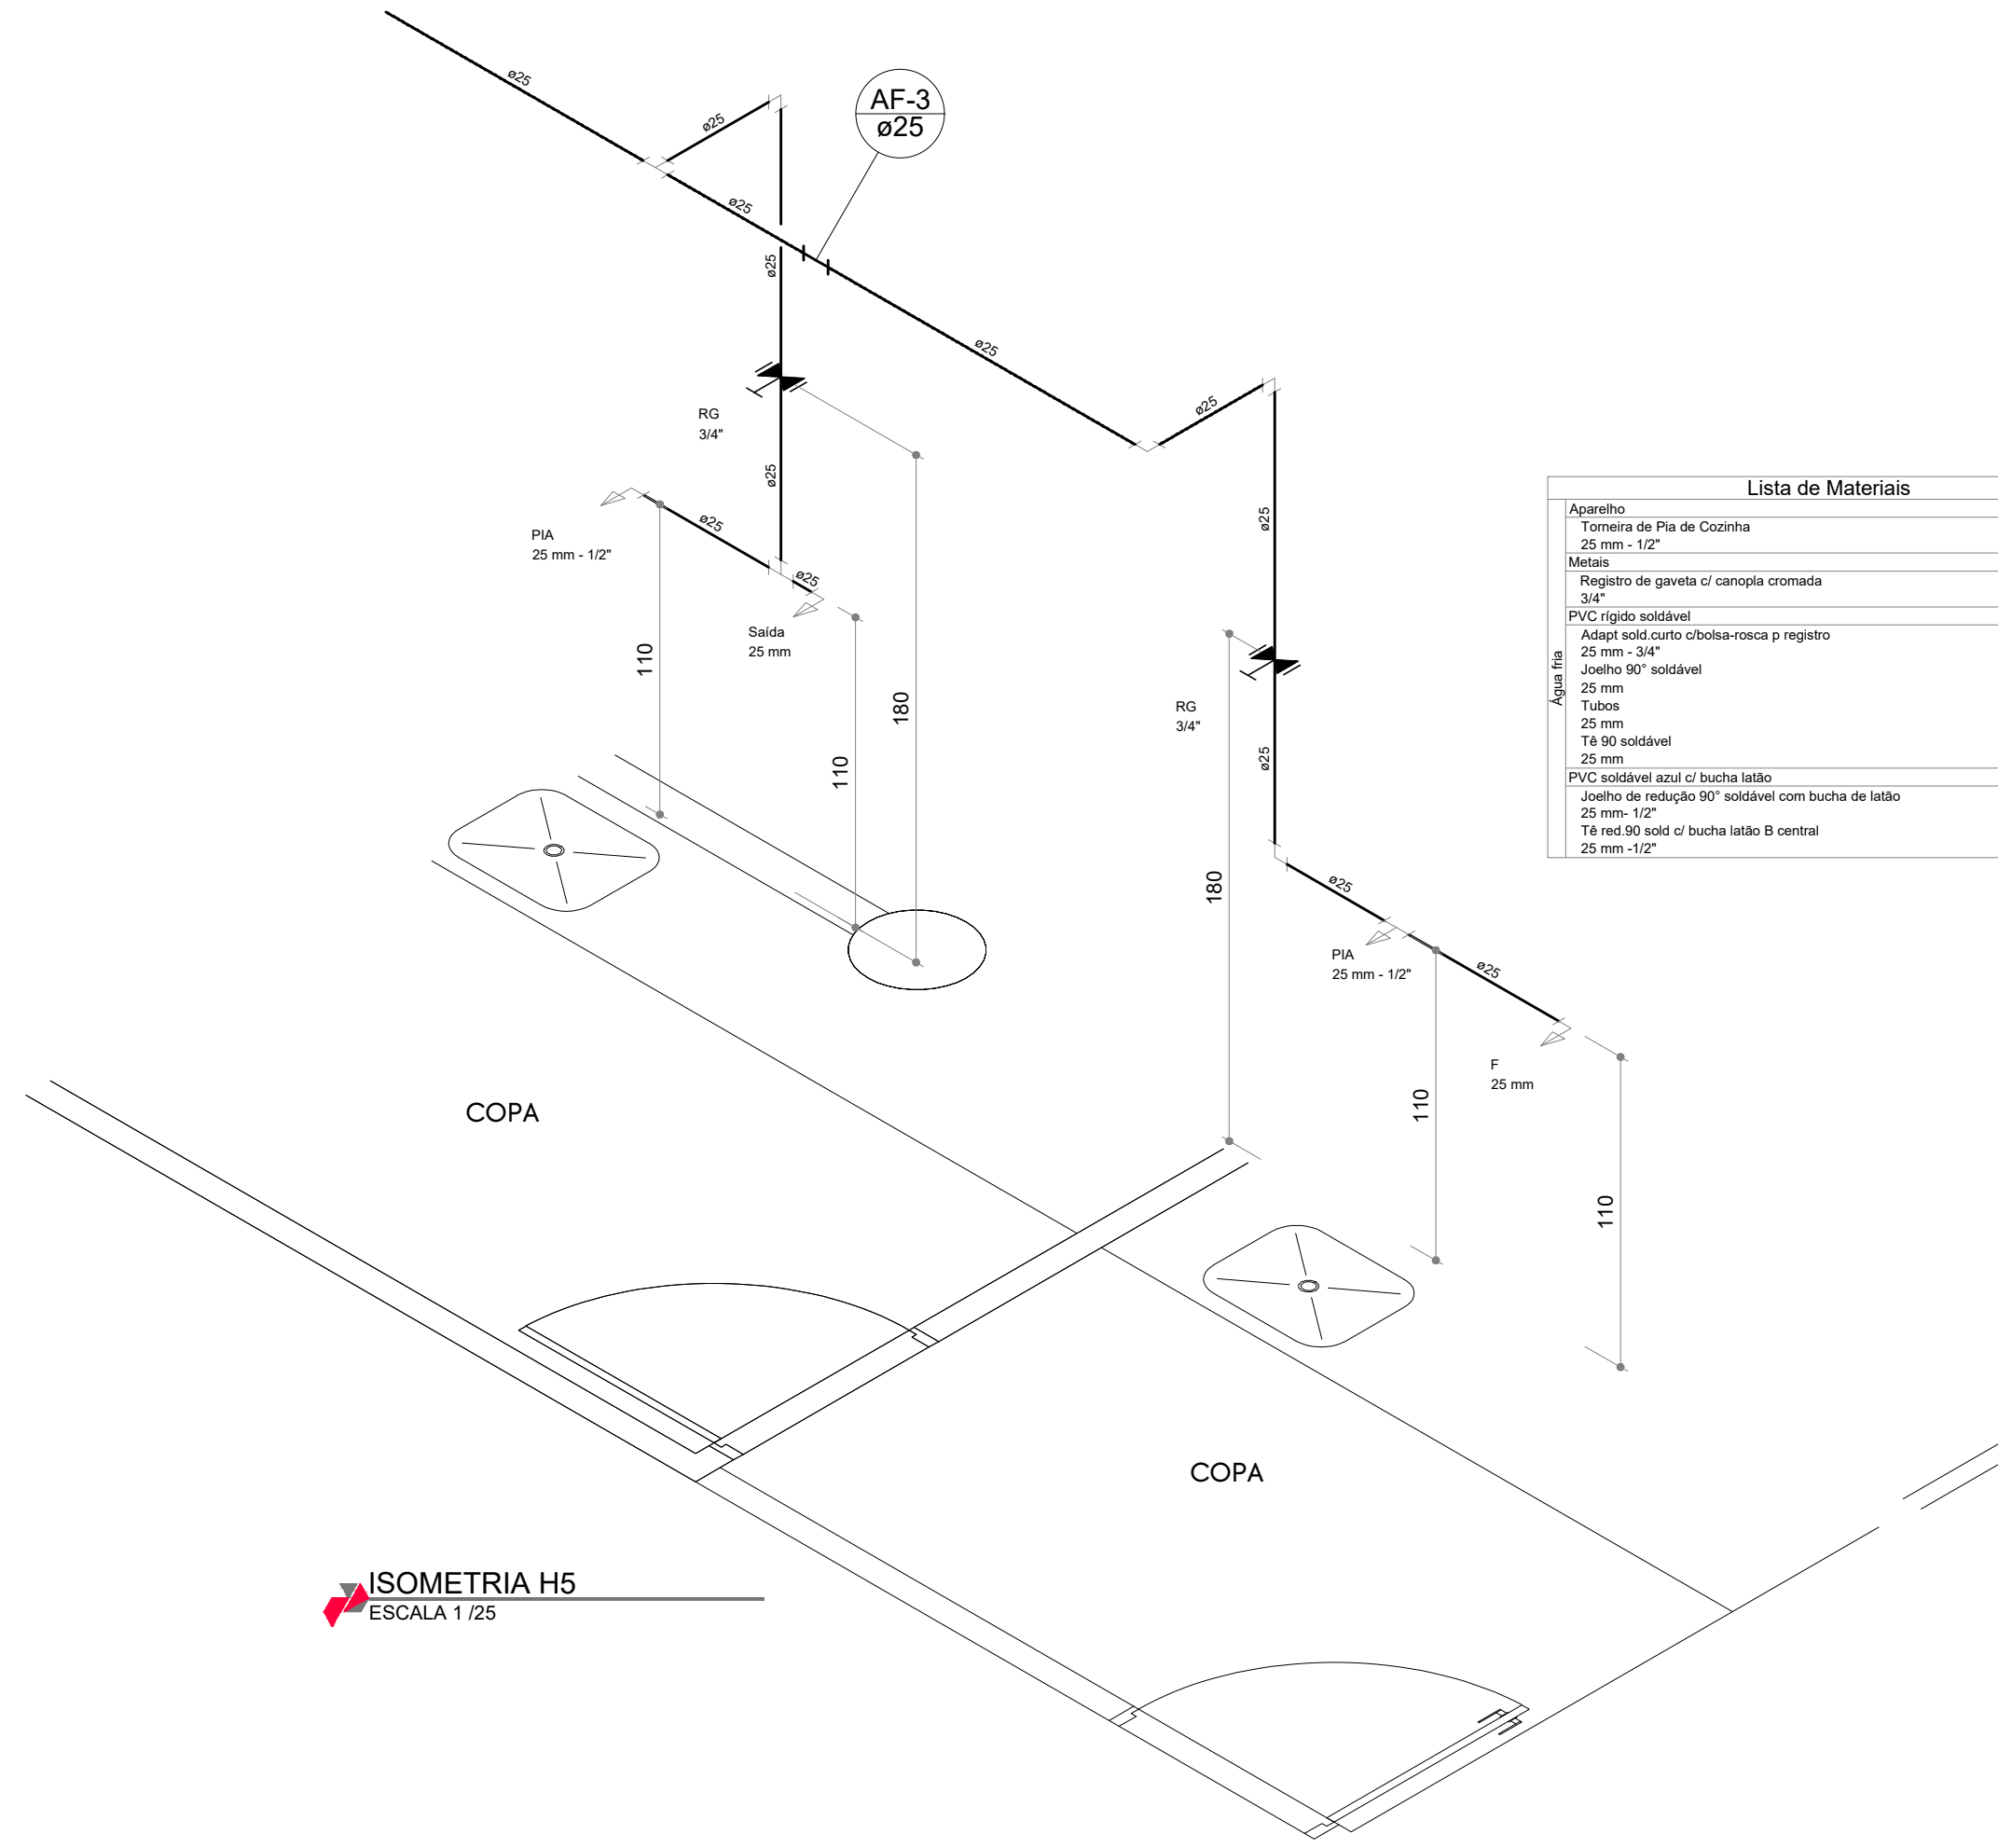 ø25
ø25
AF-3
ø25
ø25
ø25
ø25
ø25
RG
3/4"
ø25
ø25
PIA
25 mm - 1/2"
ø25
Saída
25 mm
110
110
180
ø25
RG
3/4"
ø25
180
ø25
PIA
25 mm - 1/2"
ø25
F
25 mm
110
110
Lista de Materiais
Água fria
Aparelho
Torneira de Pia de Cozinha
25 mm - 1/2"
Metais
Registro de gaveta c/ canopla cromada
3/4"
PVC rígido soldável
Adapt sold.curto c/bolsa-rosca p registro
25 mm - 3/4"
Joelho 90° soldável
25 mm
Tubos
25 mm
Tê 90 soldável
25 mm
PVC soldável azul c/ bucha latão
Joelho de redução 90° soldável com bucha de latão
25 mm- 1/2"
Tê red.90 sold c/ bucha latão B central
25 mm -1/2"
COPA
COPA
ISOMETRIA H5
ESCALA 1 /25